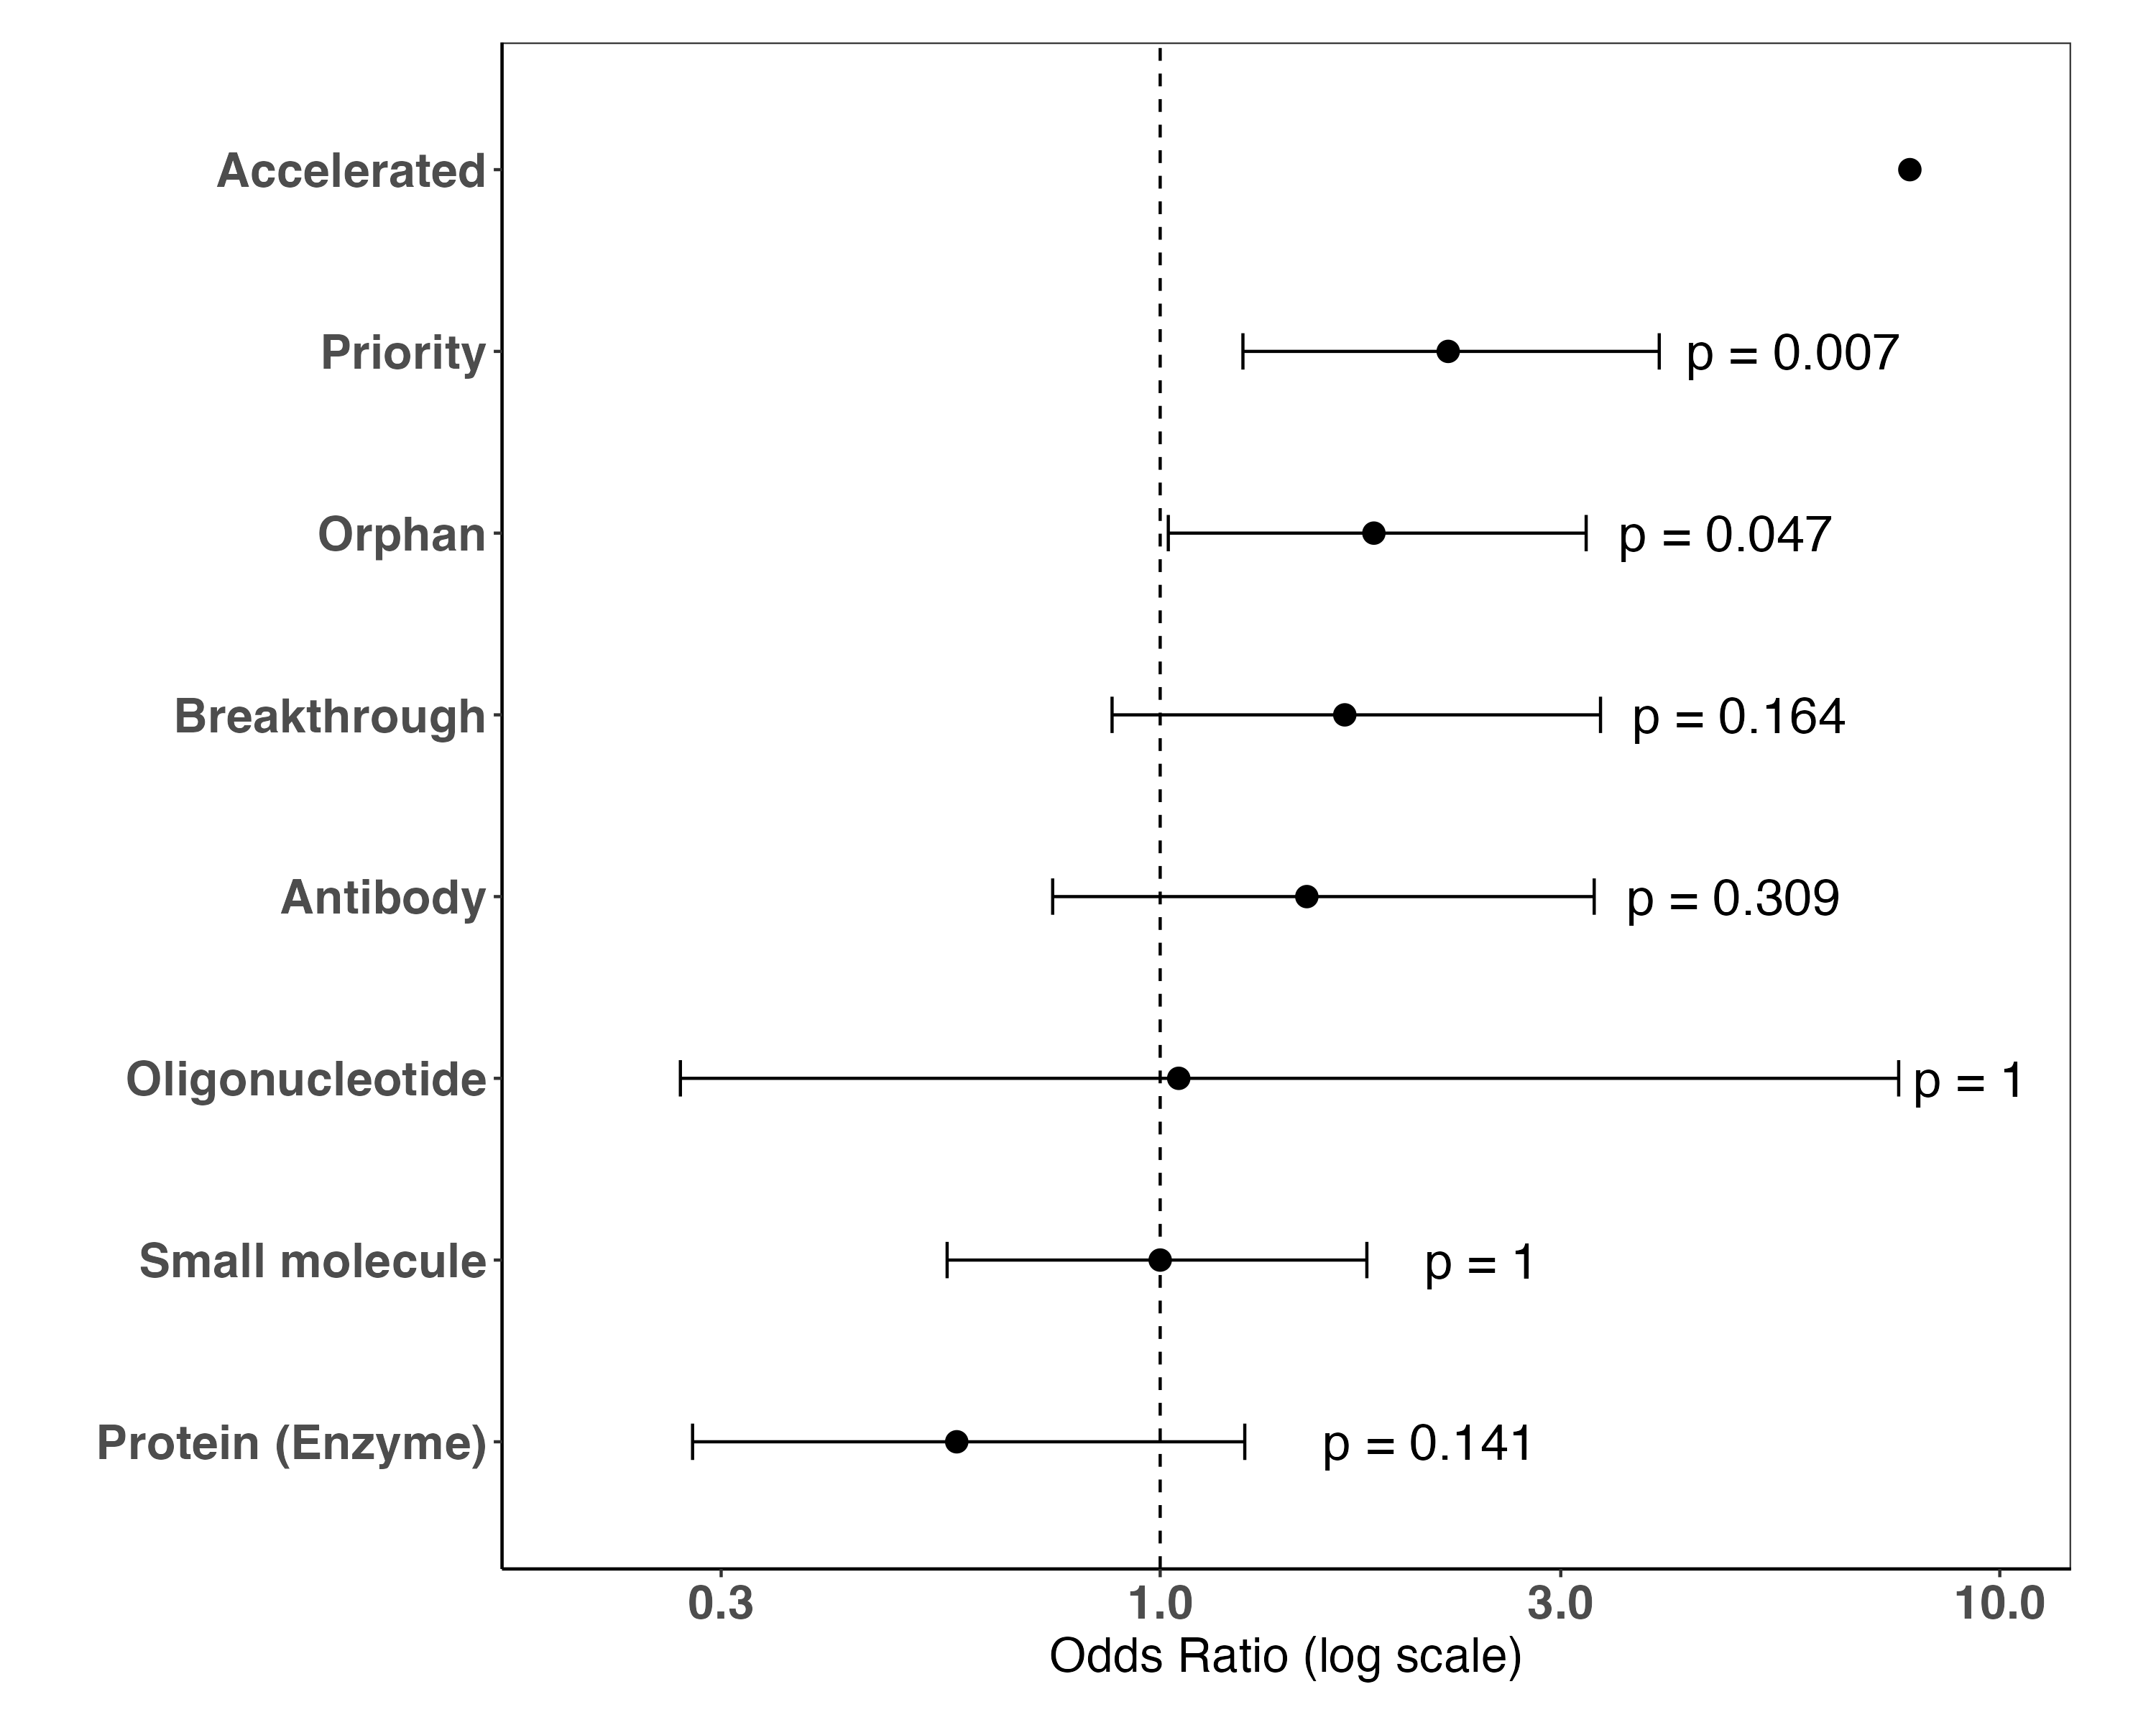 Accelerated
Priority
p = 0.007
Orphan
p = 0.047
Breakthrough
p = 0.164
Antibody
p = 0.309
Oligonucleotide
p = 1
Small molecule
p = 1
Protein (Enzyme)
p = 0.141
0.3
1.0
3.0
10.0
Odds Ratio (log scale)